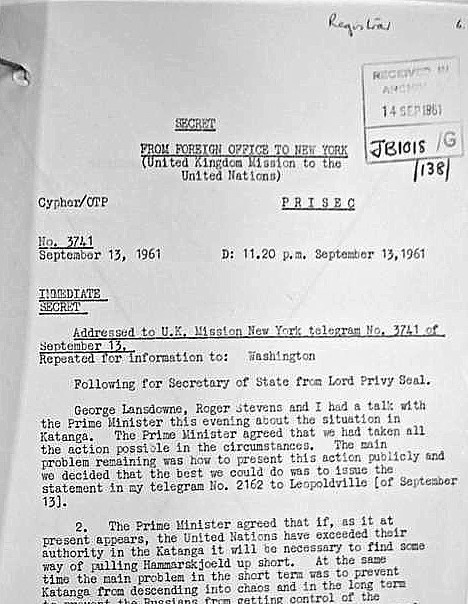 Registrar
6.
RECEIVED IN
ARCHIVES
14 SEP 1961
JB1015 /G
/138/
SECRET
FROM FOREIGN OFFICE TO NEW YORK
(United Kingdom Mission to the
United Nations)
Cypher/OTP P R I S E C
No. 3741
September 13, 1961 D: 11.20 p.m. September 13,1961
IMMEDIATE
SECRET
Addressed to U.K. Mission New York telegram No. 3741 of
September 13.
Repeated for information to: Washington
Following for Secretary of State from Lord Privy Seal.
George Lansdowne, Roger Stevens and I had a talk with
the Prime Minister this evening about the situation in
Katanga. The Prime Minister agreed that we had taken all
the action possible in the circumstances. The main
problem remaining was how to present this action publicly and
we decided that the best we could do was to issue the
statement in my telegram No. 2162 to Leopoldville [of September
13].
2. The Prime Minister agreed that if, as it at
present appears, the United Nations have exceeded their
authority in the Katanga it will be necessary to find some
way of pulling Hammarskjoeld up short. At the same
time the main problem in the short term was to prevent
Katanga from descending into chaos and in the long term
to prevent the Russians from getting control of the